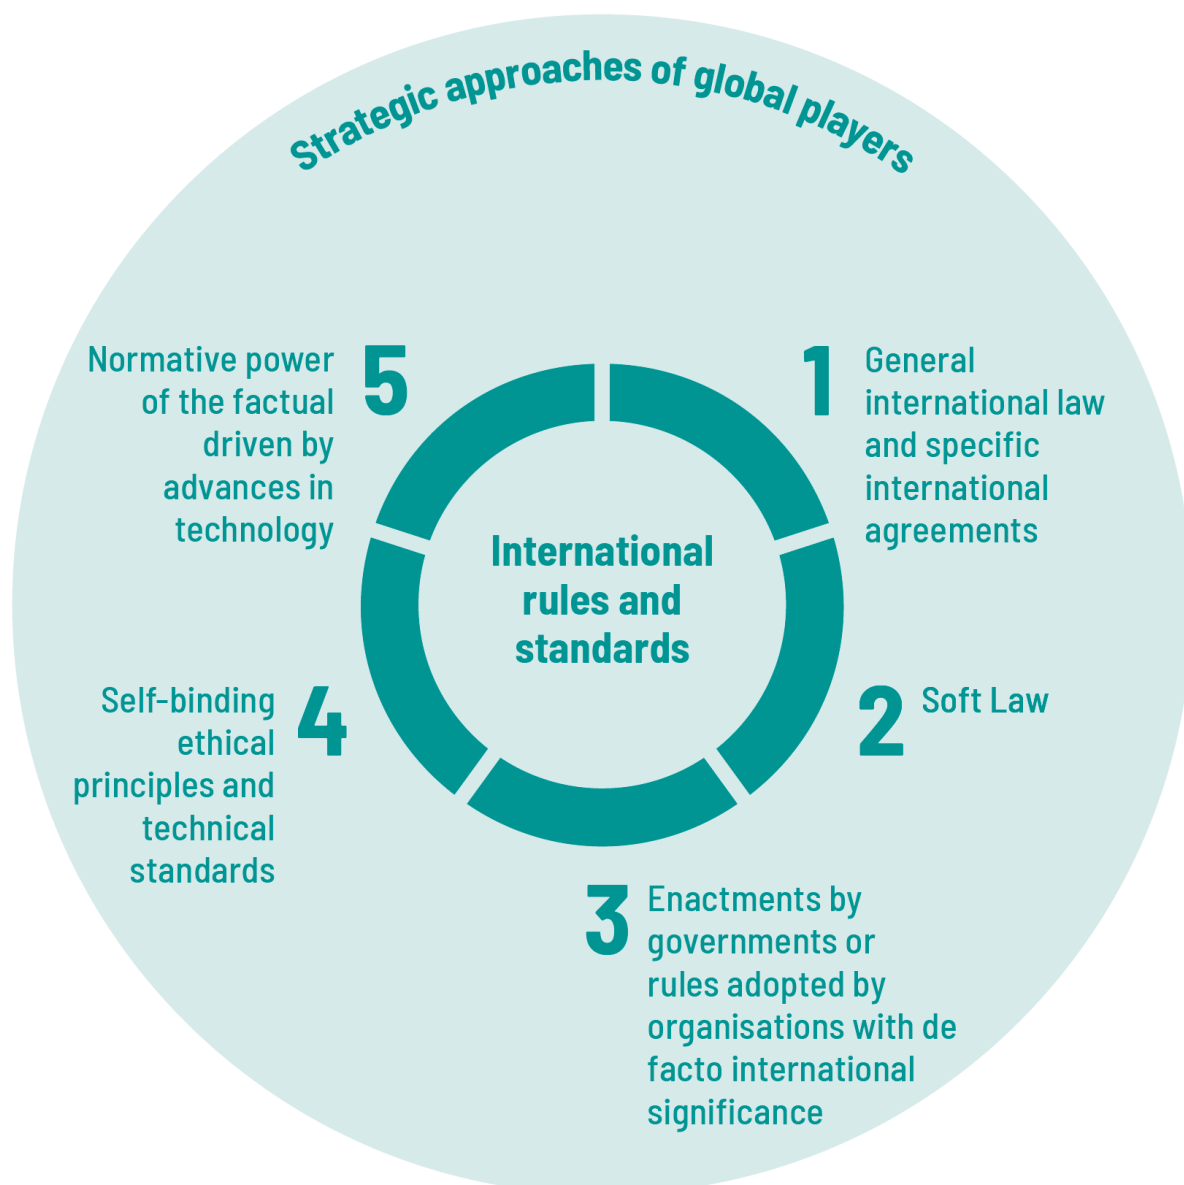 Strategic approaches of global players
1
General
international law
and specific
international
agreements
2
Soft Law
3
Enactments by
governments or
rules adopted by
organisations with de
facto international
significance
4
Self-binding
ethical
principles and
technical
standards
5
Normative power
of the factual
driven by
advances in
technology
International
rules and
standards